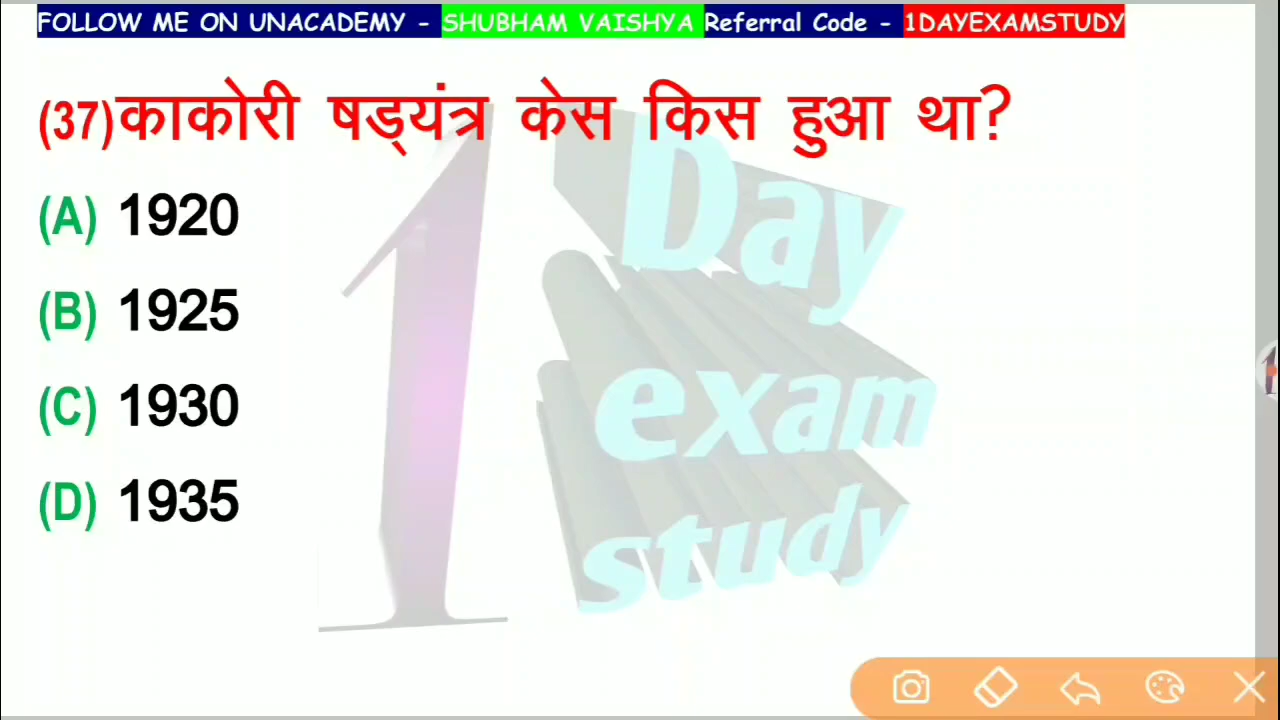 FOLLOW ME ON UNACADEMY - SHUBHAM VAISHYA Referral Code - 1DAYEXAMSTUDY
(37)काकोरी षड्यंत्र केस किस हुआ था?
(A) 1920
(B) 1925
(C) 1930
(D) 1935
1 Day
exam
study